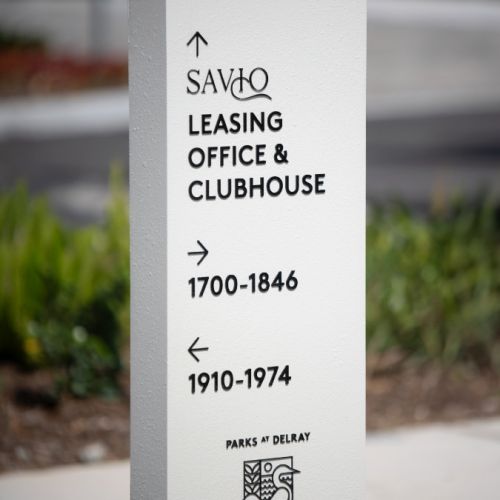 ↑
SAVIO
LEASING
OFFICE &
CLUBHOUSE
→
1700-1846
←
1910-1974
PARKS AT DELRAY